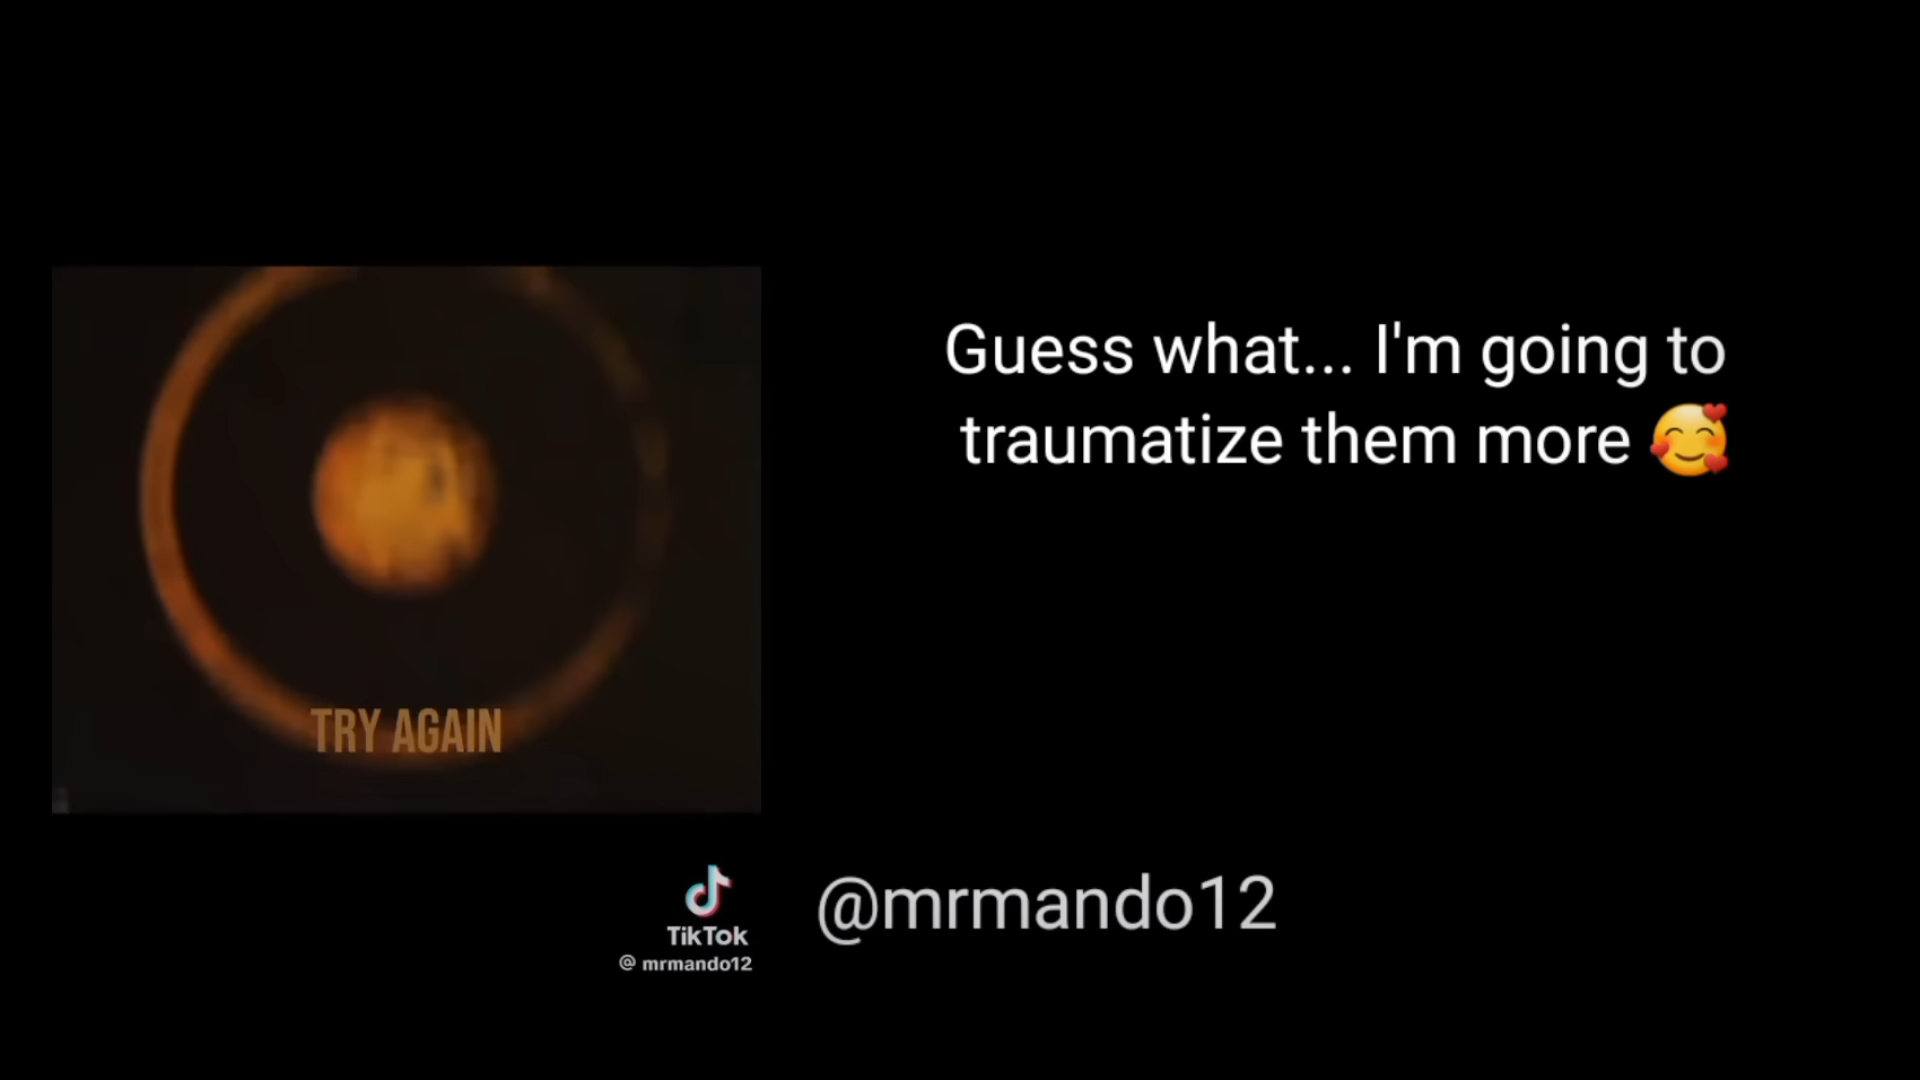 Guess what... I'm going to
traumatize them more 🥰
TRY AGAIN
TikTok
@ mrmando12
@mrmando12